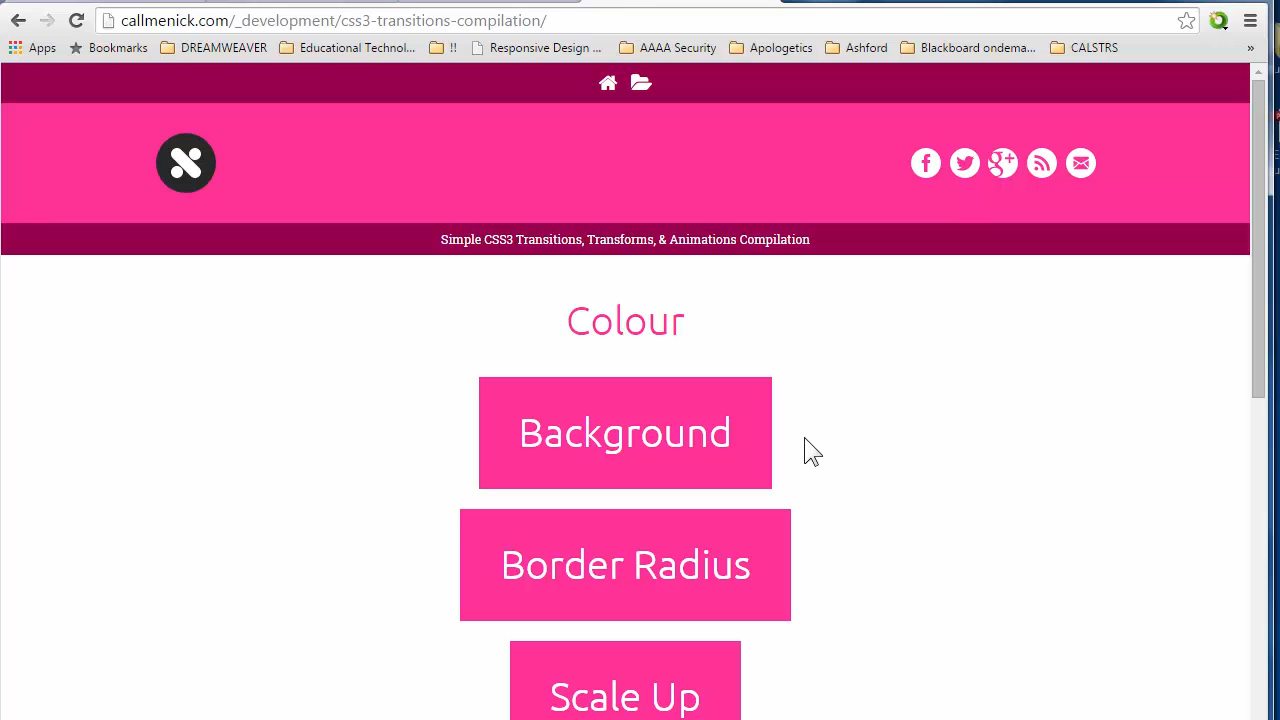 callmenick.com/_development/css3-transitions-compilation/
Apps Bookmarks DREAMWEAVER Educational Technol... !! Responsive Design ... AAAA Security Apologetics Ashford Blackboard ondema... CALSTRS »
Simple CSS3 Transitions, Transforms, & Animations Compilation
Colour
Background
Border Radius
Scale Up